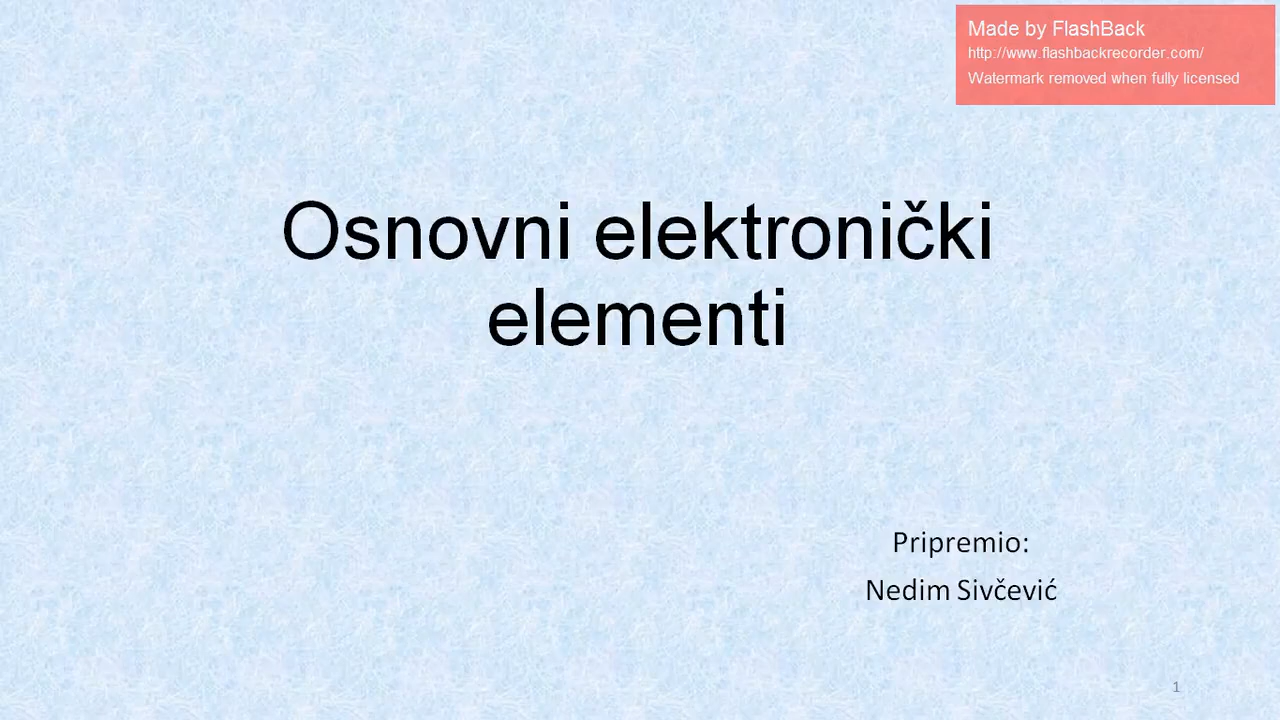 Made by FlashBack
http://www.flashbackrecorder.com/
Watermark removed when fully licensed
Osnovni elektronički
elementi
Pripremio:
Nedim Sivčević
1